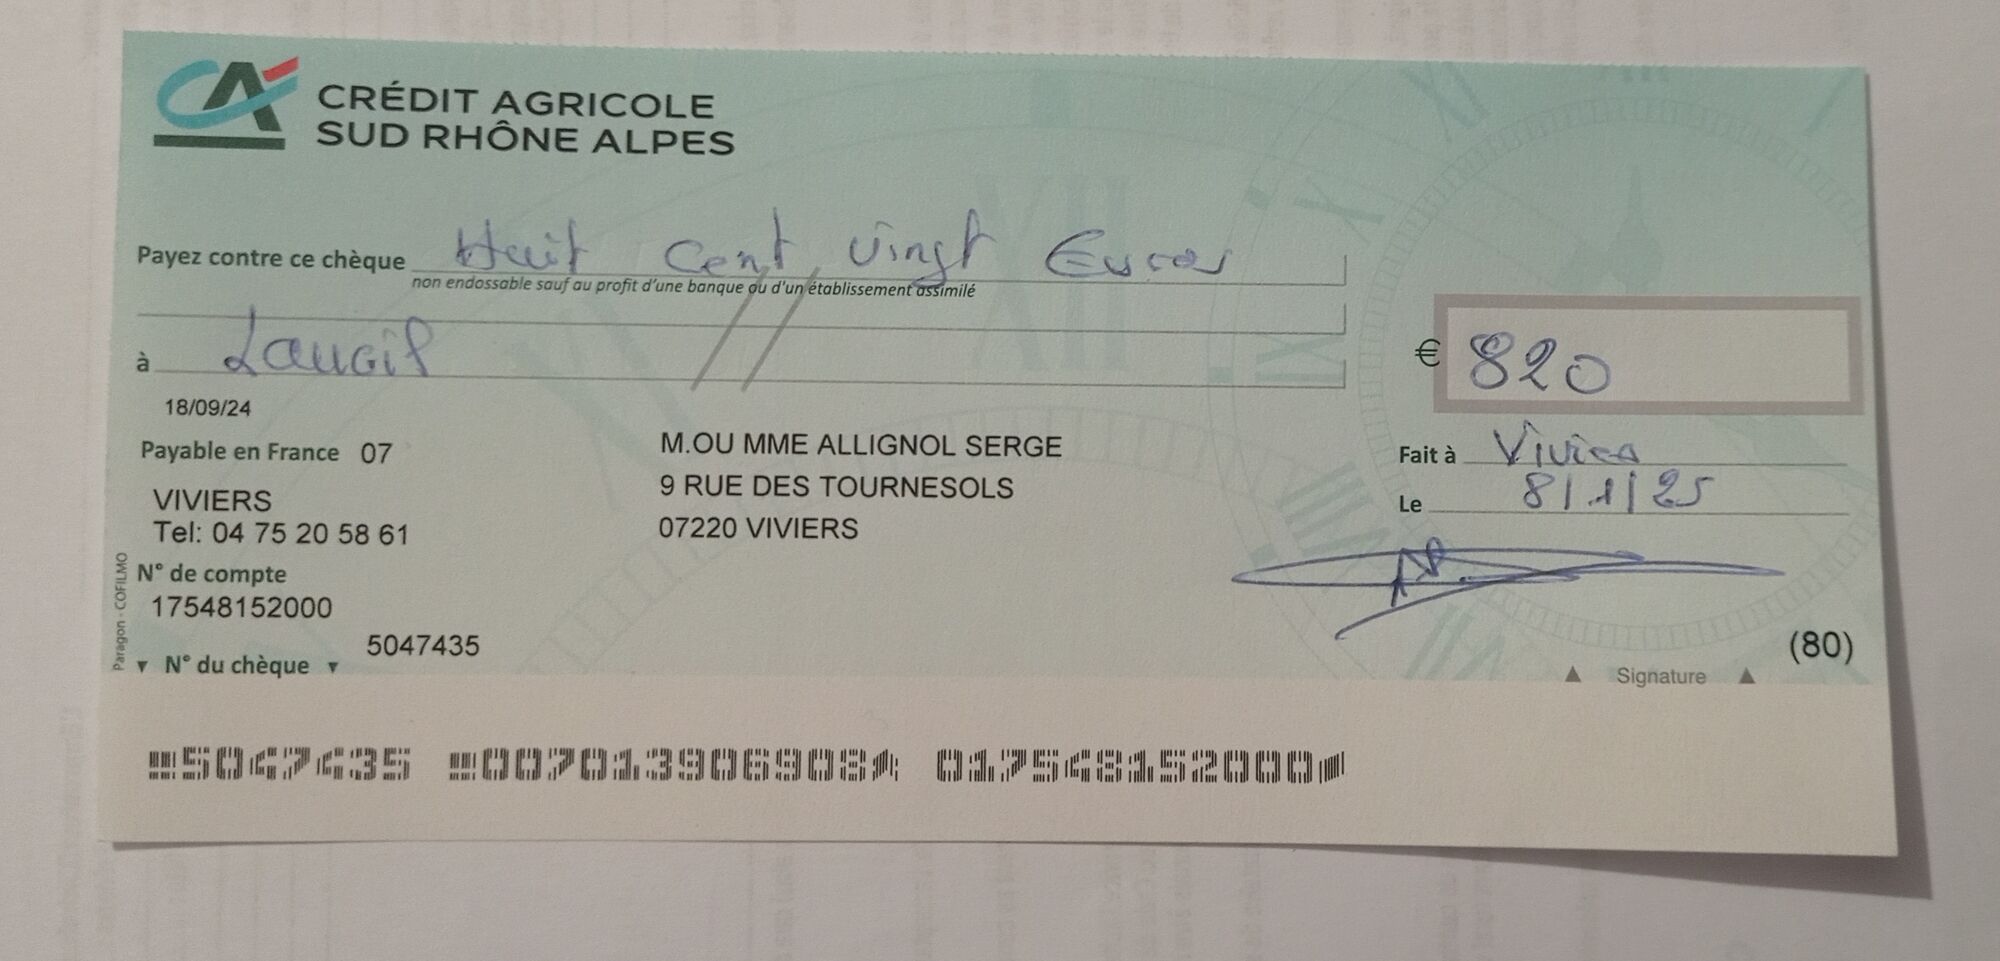 CRÉDIT AGRICOLE
SUD RHÔNE ALPES
Payez contre ce chèque Huit Cent Vingt Euros
non endossable sauf au profit d'une banque ou d'un établissement assimilé
à
€ 820
18/09/24
Payable en France 07
VIVIERS
Tel: 04 75 20 58 61
M.OU MME ALLIGNOL SERGE
9 RUE DES TOURNESOLS
07220 VIVIERS
Fait à Viviers
Le 8/1/25
N° de compte
17548152000
5047435
N° du chèque
Paragon - COFILMO
(80)
Signature
5047435 007013906908 017548152000